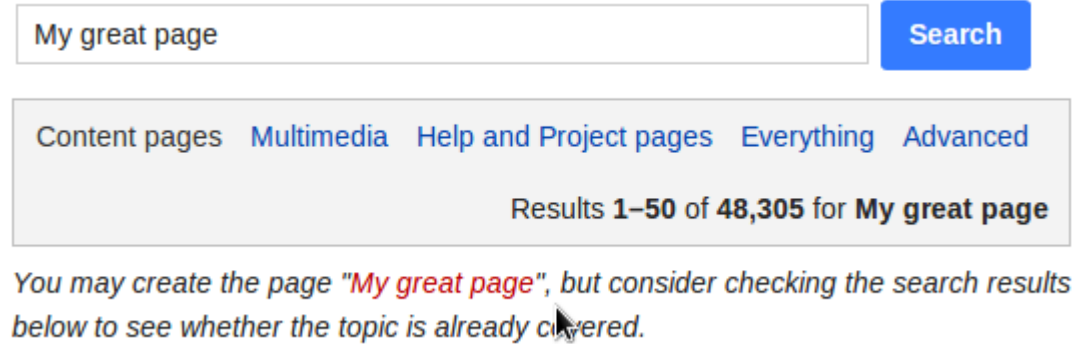 My great page Search
Content pages Multimedia Help and Project pages Everything Advanced
Results 1–50 of 48,305 for My great page
You may create the page "My great page", but consider checking the search results
below to see whether the topic is already covered.